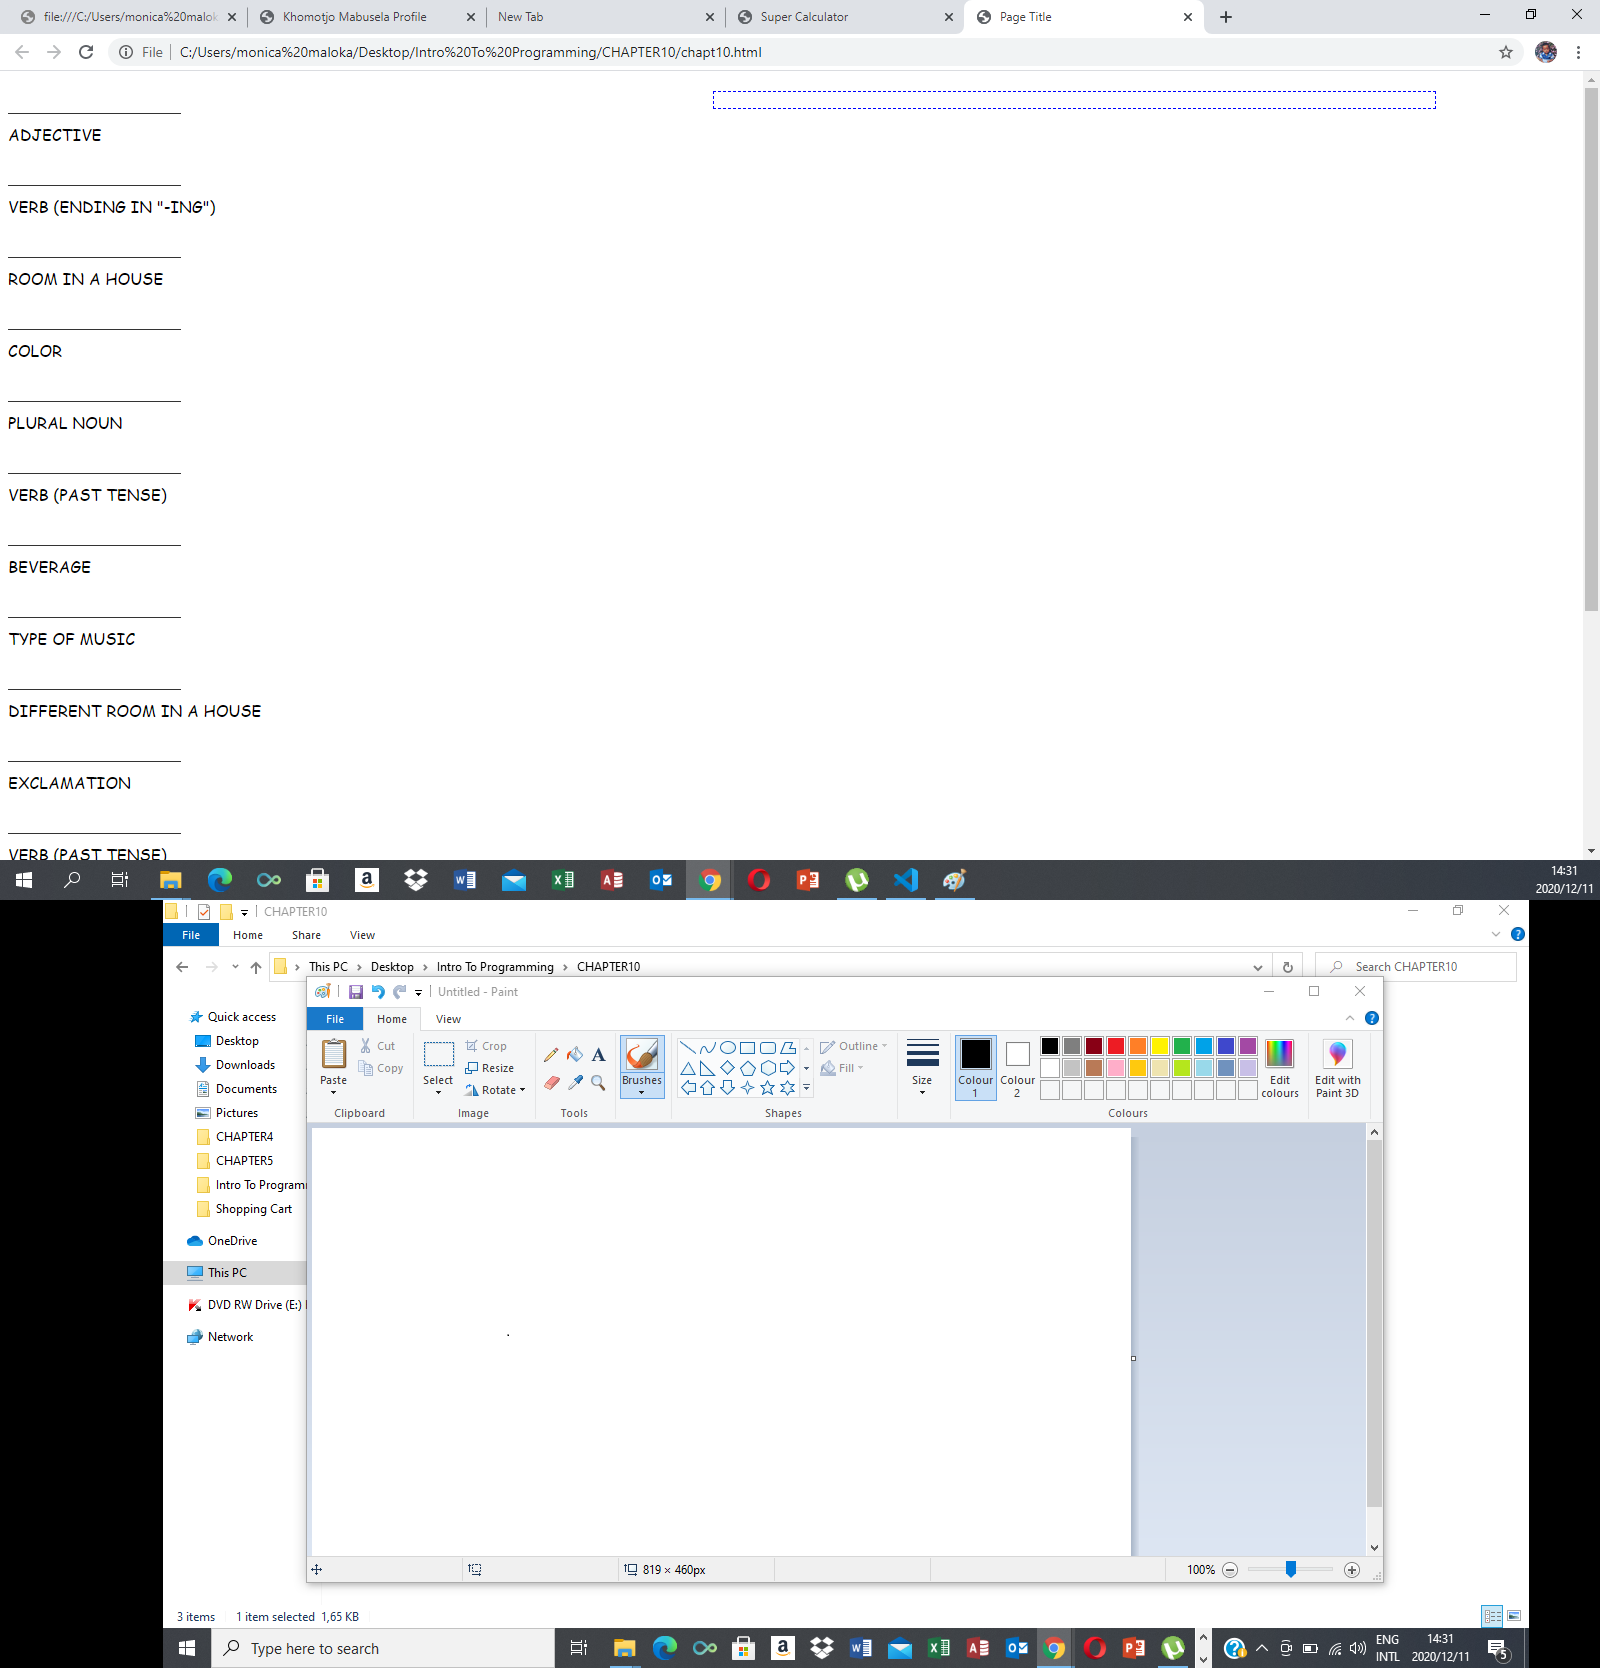 file:///C:/Users/monica%20malok
Khomotjo Mabusela Profile
New Tab
Super Calculator
Page Title
File
C:/Users/monica%20maloka/Desktop/Intro%20To%20Programming/CHAPTER10/chapt10.html
ADJECTIVE
VERB (ENDING IN "-ING")
ROOM IN A HOUSE
COLOR
PLURAL NOUN
VERB (PAST TENSE)
BEVERAGE
TYPE OF MUSIC
DIFFERENT ROOM IN A HOUSE
EXCLAMATION
VERB (PAST TENSE)
14:31
2020/12/11
CHAPTER10
File Home Share View
This PC > Desktop > Intro To Programming > CHAPTER10
Search CHAPTER10
Untitled - Paint
File Home View
Quick access
Desktop
Downloads
Documents
Pictures
CHAPTER4
CHAPTER5
Intro To Program
Shopping Cart
OneDrive
This PC
DVD RW Drive (E:)
Network
Paste
Cut
Copy
Clipboard
Select
Crop
Resize
Rotate
Image
A
Tools
Brushes
Outline
Fill
Shapes
Size
Colour 1
Colour 2
Edit colours
Edit with Paint 3D
Colours
819 × 460px
100%
3 items 1 item selected 1,65 KB
Type here to search
ENG
INTL
14:31
2020/12/11
5